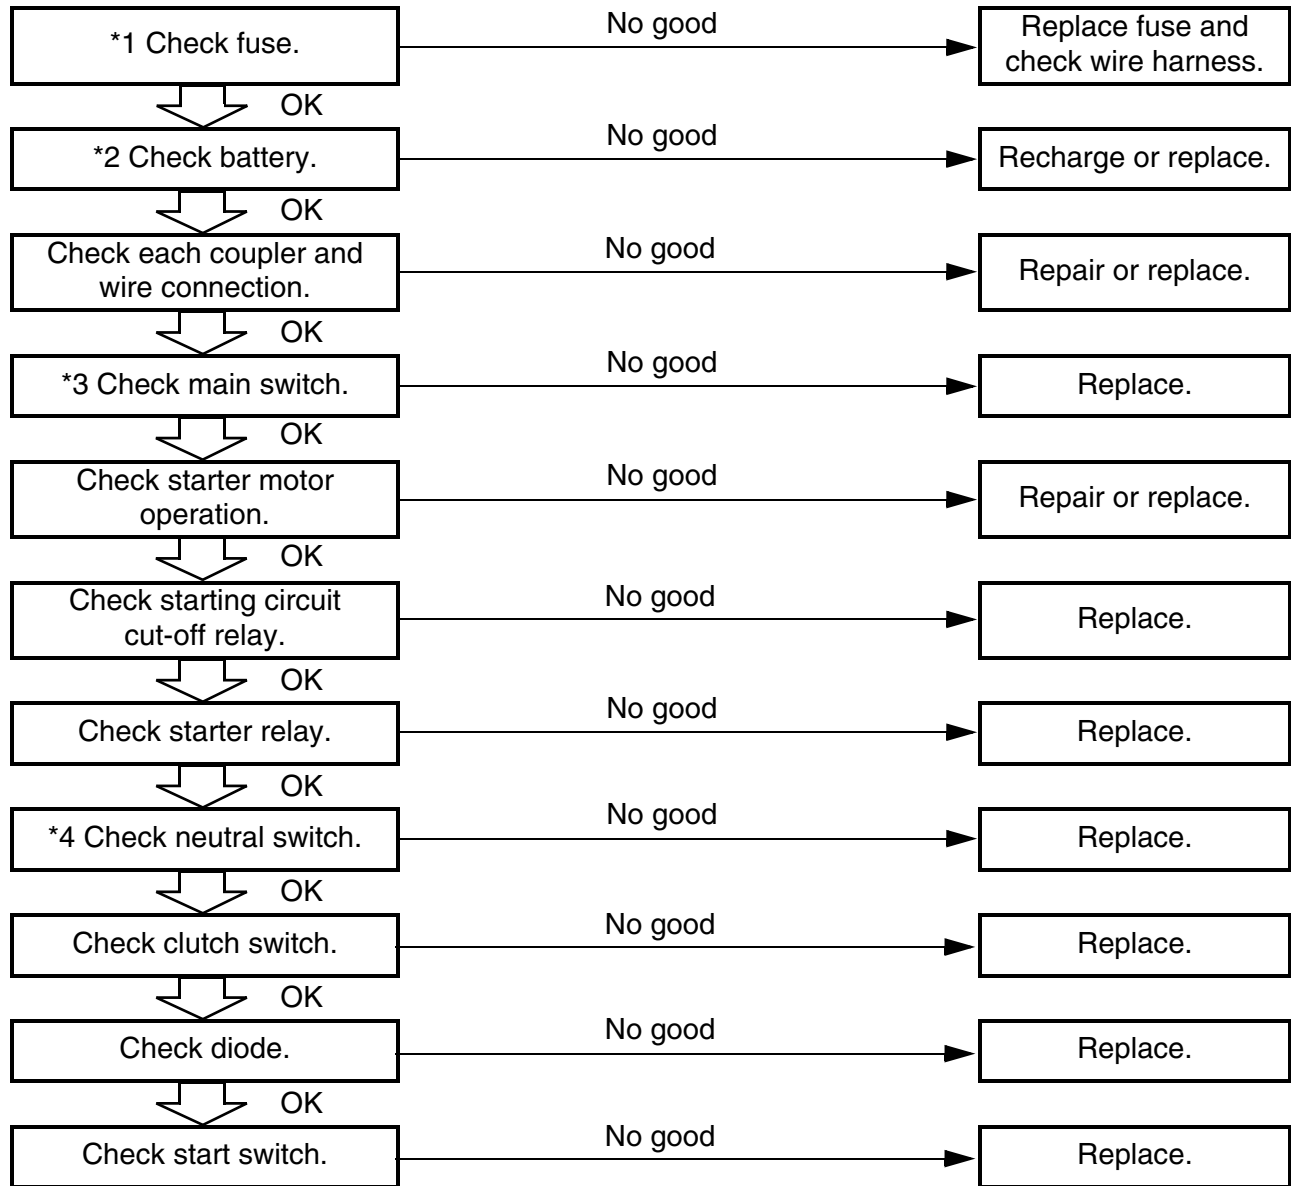 *1 Check fuse.
No good
Replace fuse and
check wire harness.
OK
*2 Check battery.
No good
Recharge or replace.
OK
Check each coupler and
wire connection.
No good
Repair or replace.
OK
*3 Check main switch.
No good
Replace.
OK
Check starter motor
operation.
No good
Repair or replace.
OK
Check starting circuit
cut-off relay.
No good
Replace.
OK
Check starter relay.
No good
Replace.
OK
*4 Check neutral switch.
No good
Replace.
OK
Check clutch switch.
No good
Replace.
OK
Check diode.
No good
Replace.
OK
Check start switch.
No good
Replace.